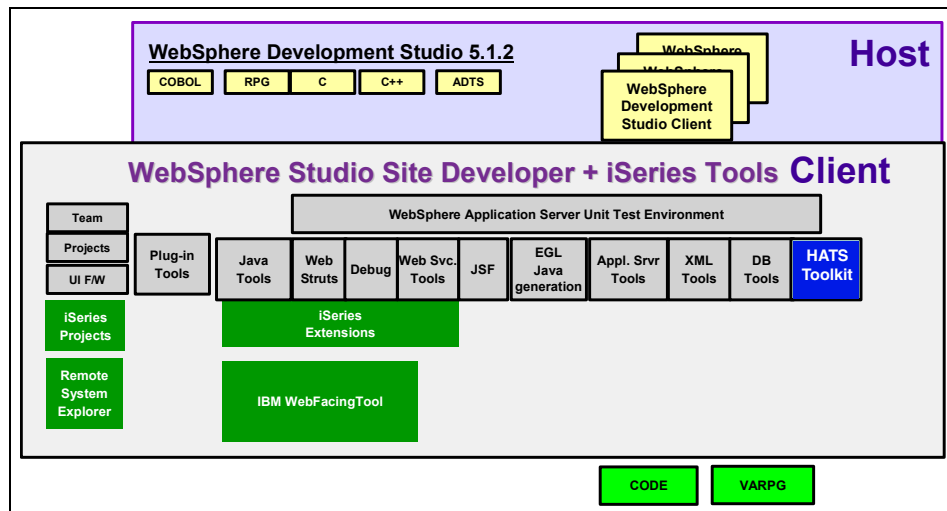 WebSphere Development Studio 5.1.2
Host
COBOL
RPG
C
C++
ADTS
WebSphere
WebSphere
WebSphere
Development
Studio Client
WebSphere Studio Site Developer + iSeries Tools Client
Team
Projects
UI F/W
WebSphere Application Server Unit Test Environment
Plug-in
Tools
Java
Tools
Web
Struts
Debug
Web Svc.
Tools
JSF
EGL
Java
generation
Appl. Srvr
Tools
XML
Tools
DB
Tools
HATS
Toolkit
iSeries
Projects
iSeries
Extensions
Remote
System
Explorer
IBM WebFacingTool
CODE
VARPG